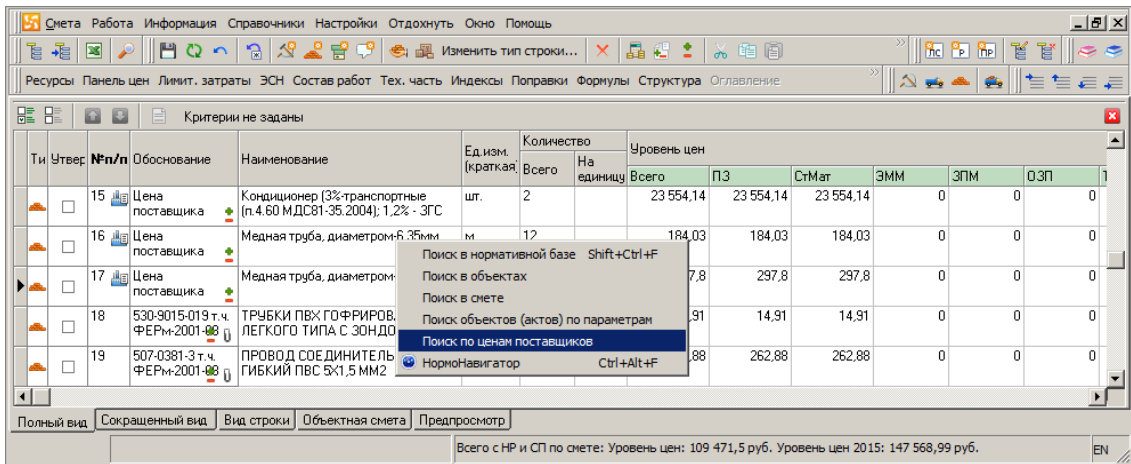 Смета Работа Информация Справочники Настройки Отдохнуть Окно Помощь
Изменить тип строки...
Ресурсы Панель цен Лимит. затраты ЭСН Состав работ Тех. часть Индексы Поправки Формулы Структура Оглавление
Критерии не заданы
Ти Утвер №п/п Обоснование Наименование Ед.изм. (краткая) Количество Уровень цен
Всего На единицу Всего ПЗ СтМат ЭММ ЗПМ ОЗП Т
15 Цена Кондиционер (3%-транспортные шт. 2 23 554,14 23 554,14 23 554,14 0 0 0
поставщика (п.4.60 МДС81-35.2004); 1,2% - ЗГС
16 Цена Медная труба, диаметром-6,35мм м 12 184,03 184,03 184,03 0 0 0
поставщика
17 Цена Медная труба, диаметром- 7,8 297,8 297,8 0 0 0
поставщика
18 530-9015-019 т.ч. ТРУБКИ ПВХ ГОФРИРОВ. ,91 14,91 14,91 0 0 0
ФЕРм-2001-08 ЛЕГКОГО ТИПА С ЗОНДО
19 507-0381-3 т.ч. ПРОВОД СОЕДИНИТЕЛЬ ,88 262,88 262,88 0 0 0
ФЕРм-2001-08 ГИБКИЙ ПВС 5Х1,5 ММ2
Поиск в нормативной базе Shift+Ctrl+F
Поиск в объектах
Поиск в смете
Поиск объектов (актов) по параметрам
Поиск по ценам поставщиков
НормоНавигатор Ctrl+Alt+F
Полный вид Сокращенный вид Вид строки Объектная смета Предпросмотр
Всего с НР и СП по смете: Уровень цен: 109 471,5 руб. Уровень цен 2015: 147 568,99 руб. EN